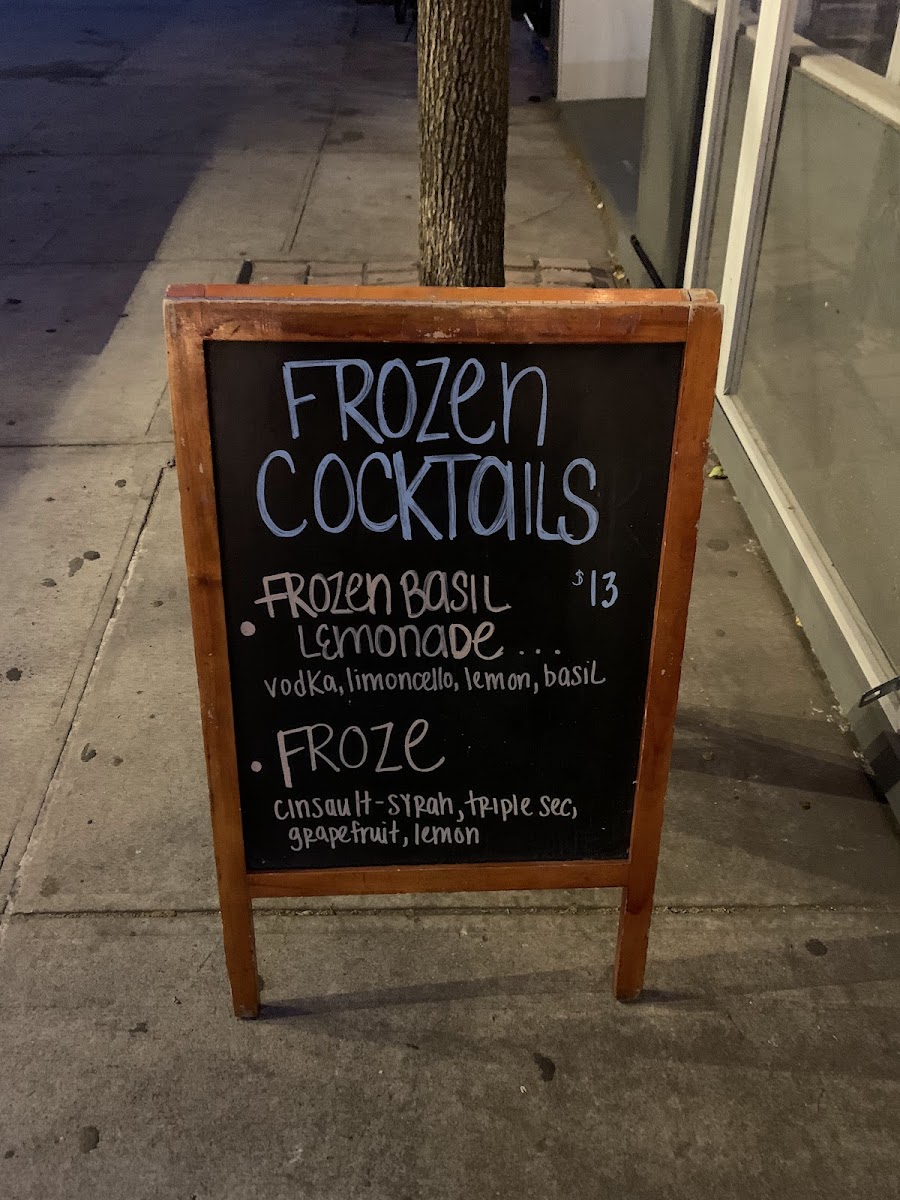 FROZEN
COCKTAILS
FROZEN BASIL $13
• LEMONADE ...
vodka, limoncello, lemon, basil
• FROZE
cinsault-syrah, triple sec,
grapefruit, lemon